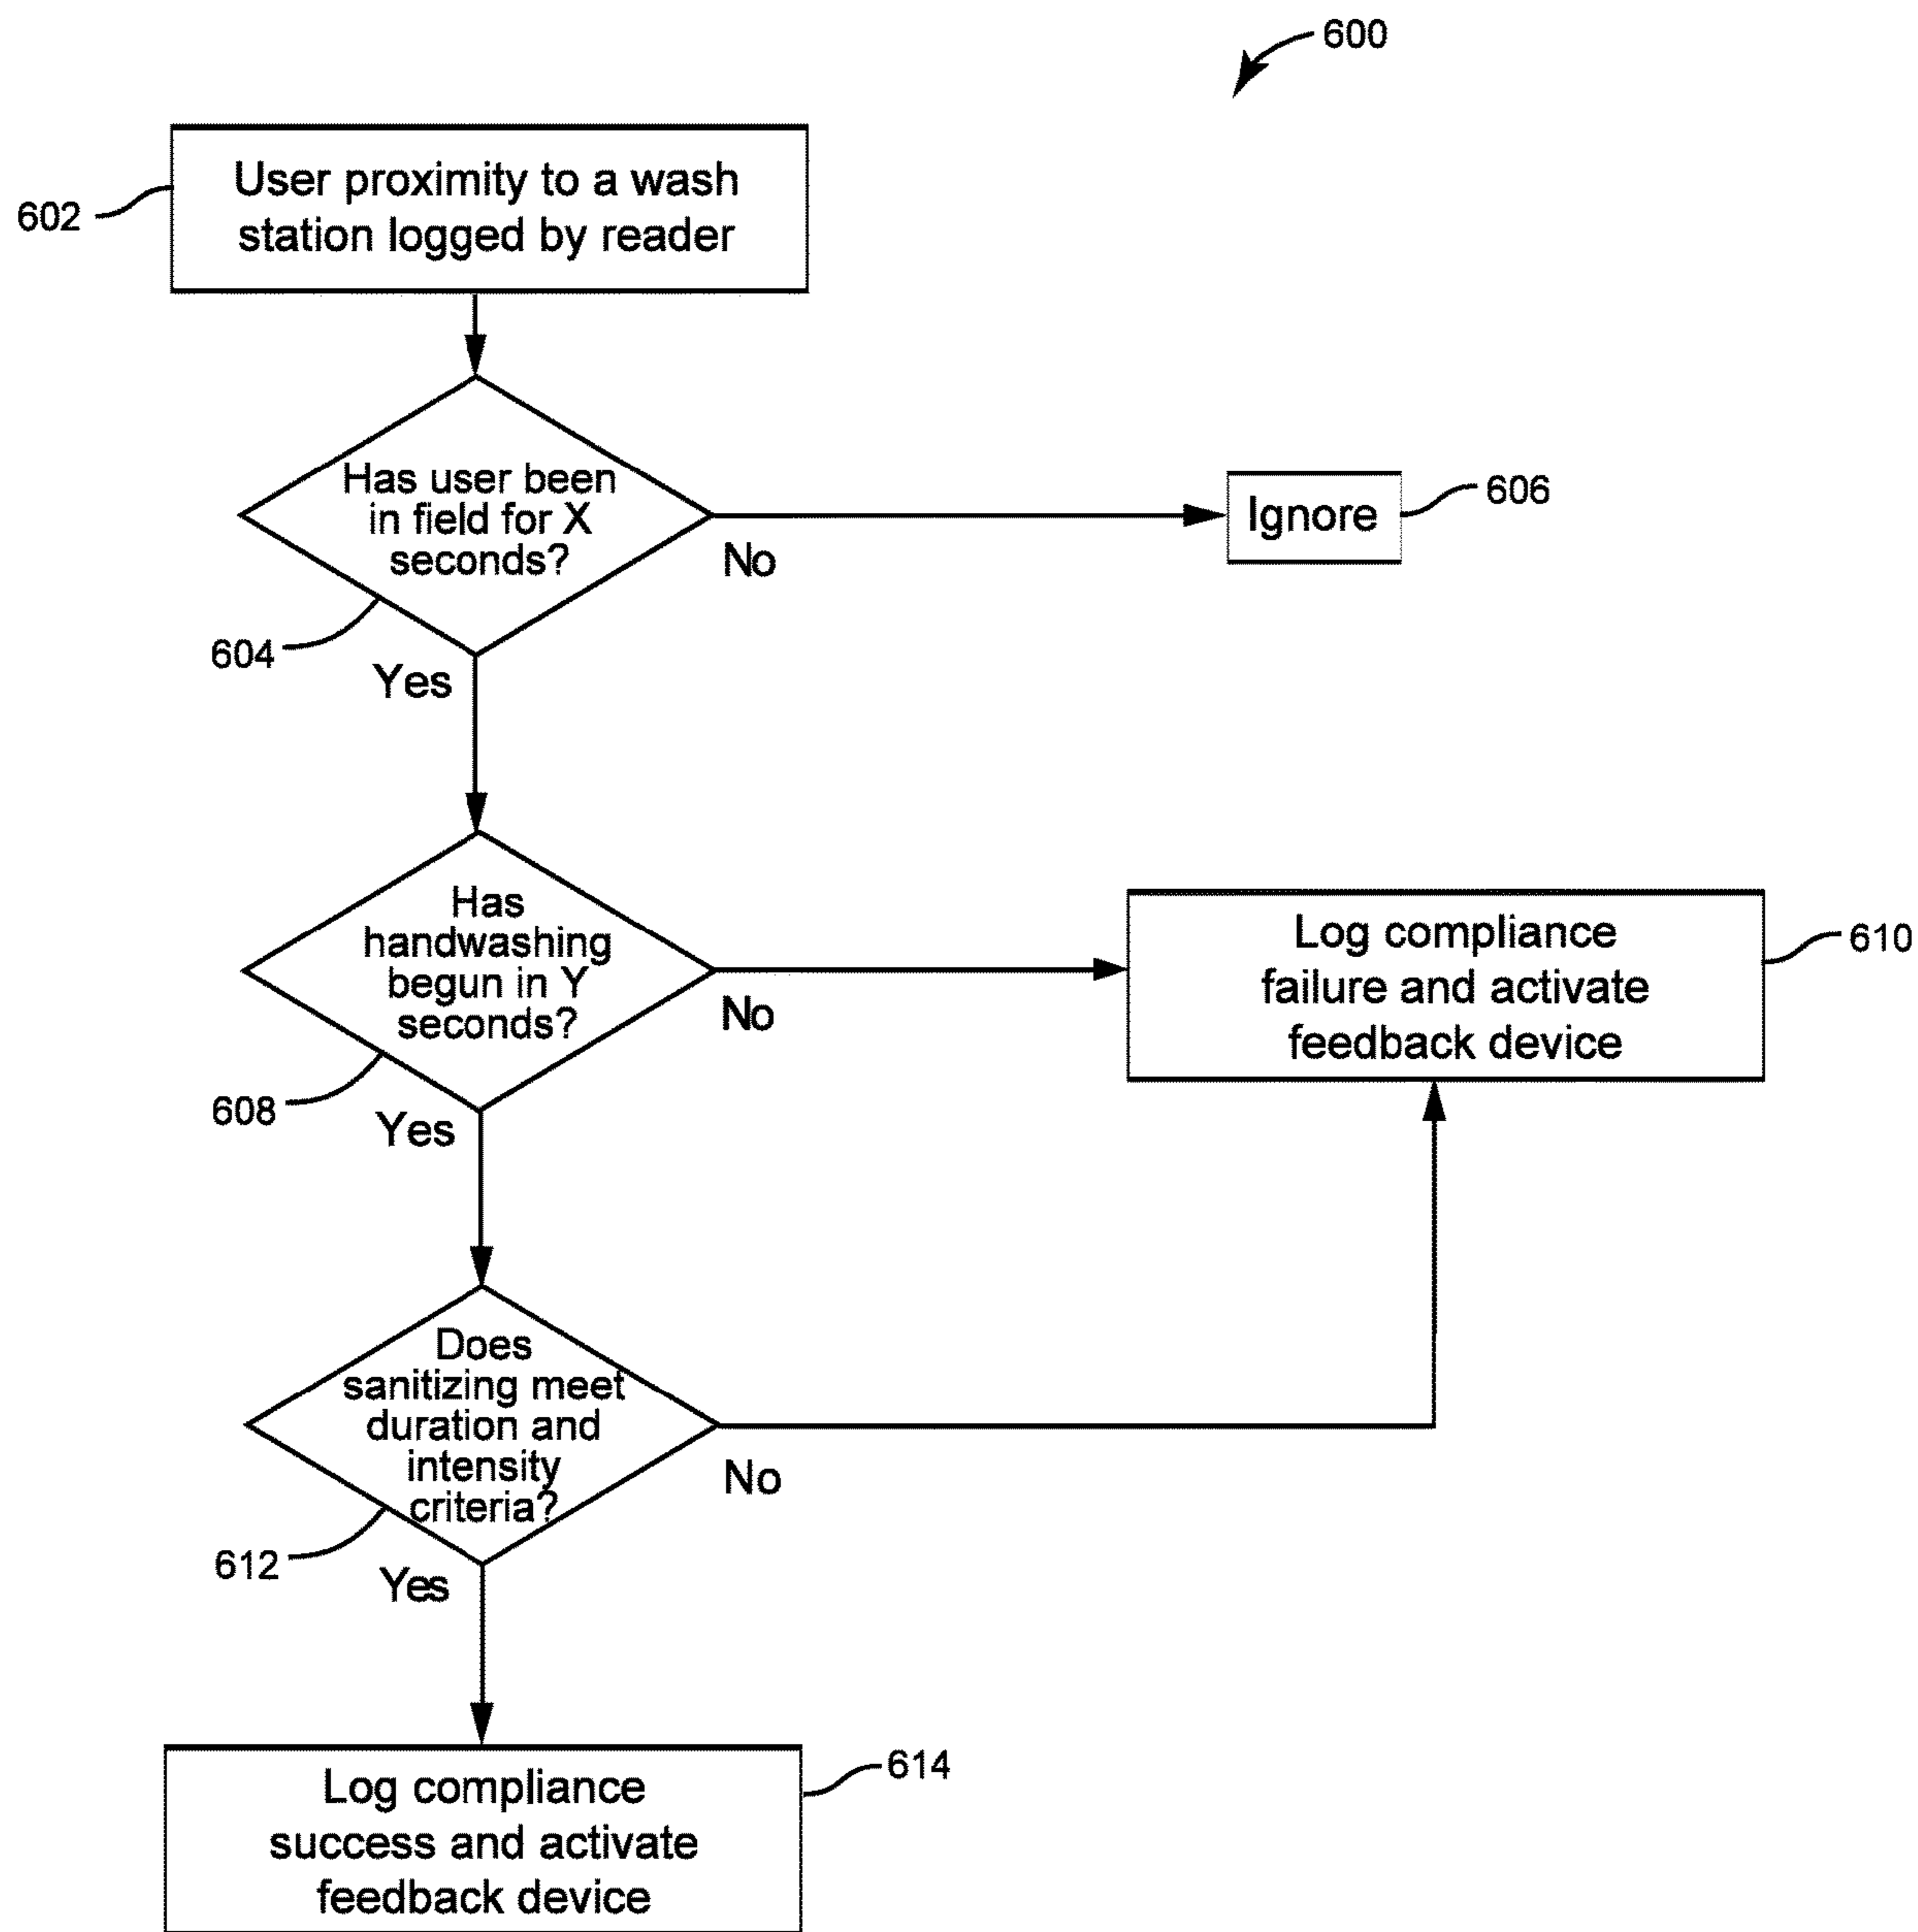 600
User proximity to a wash
station logged by reader
602
Has user been
in field for X
seconds?
604
No
Ignore
606
Yes
Has
handwashing
begun in Y
seconds?
608
No
Log compliance
failure and activate
feedback device
610
Yes
Does
sanitizing meet
duration and
intensity
criteria?
612
No
Yes
Log compliance
success and activate
feedback device
614